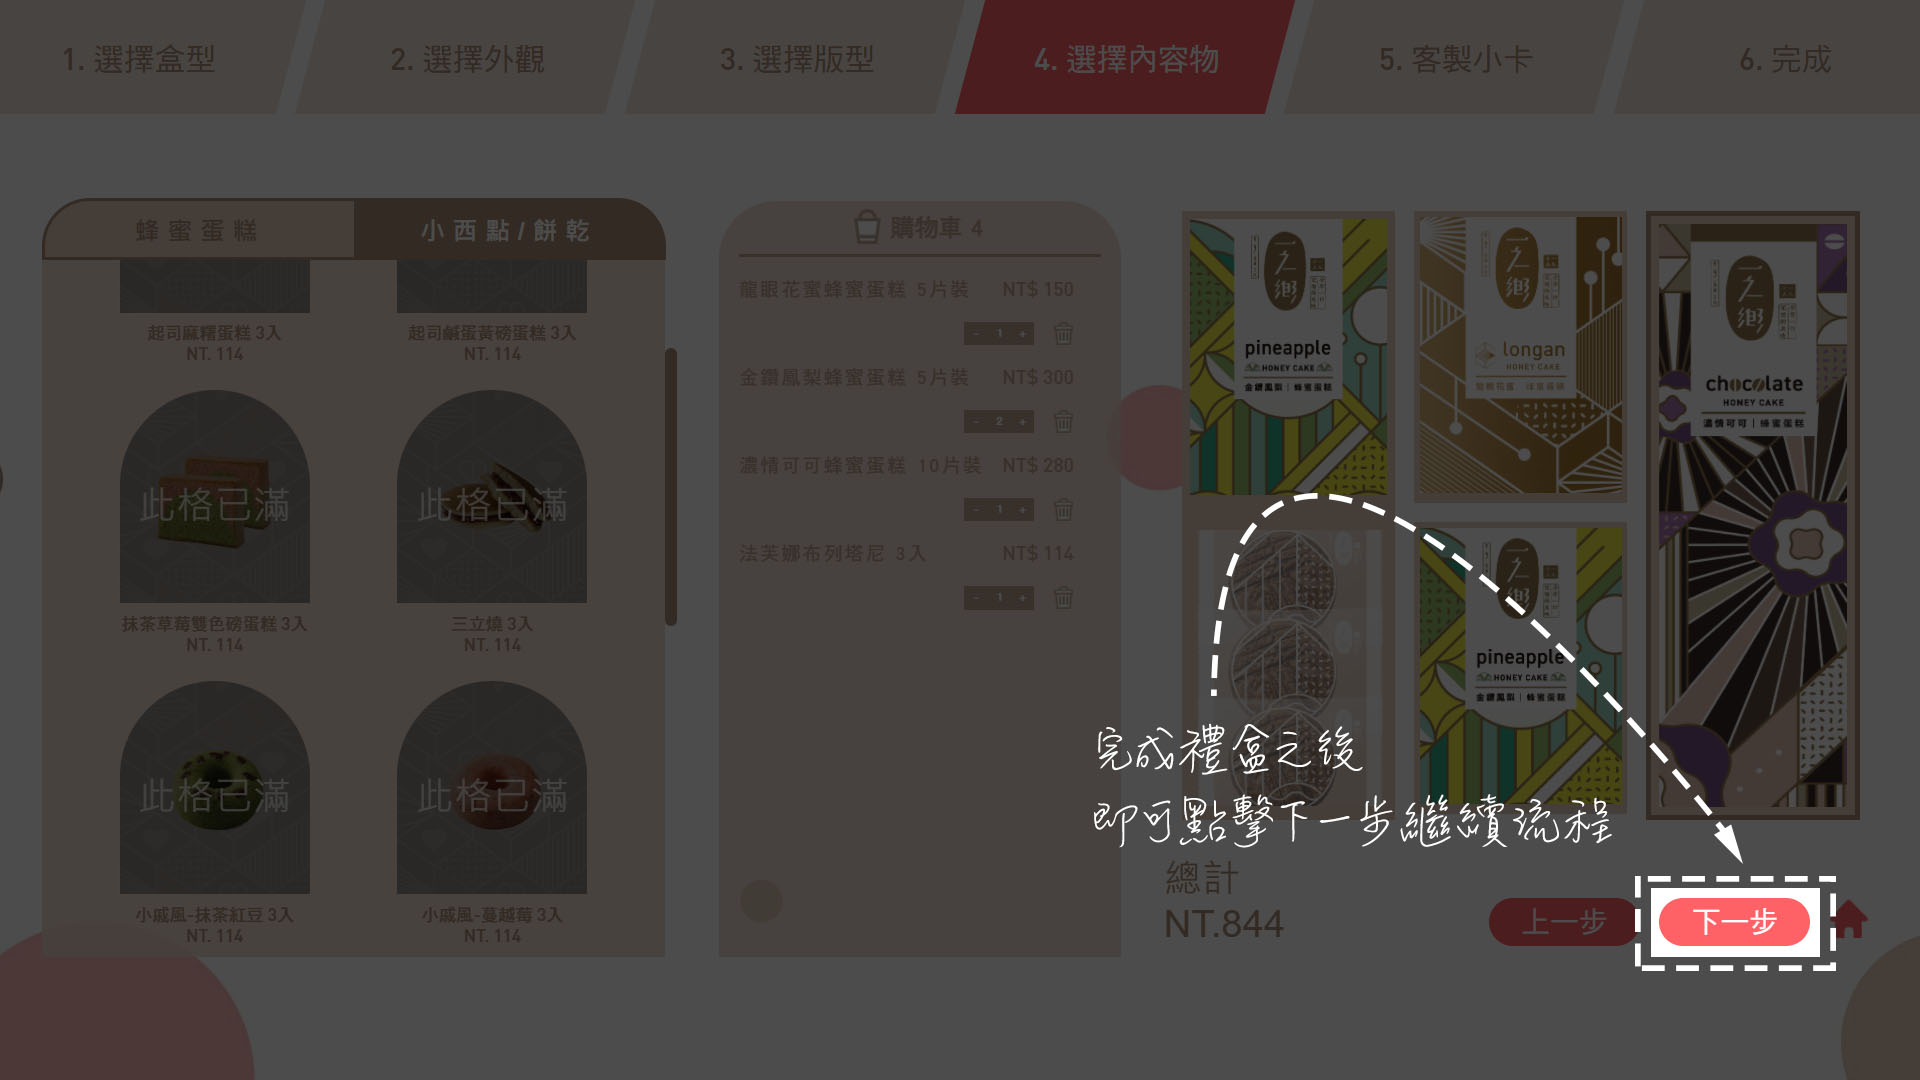 1. 選擇盒型
2. 選擇外觀
3. 選擇版型
4. 選擇內容物
5. 客製小卡
6. 完成
蜂蜜蛋糕
小西點/餅乾
起司麻糬蛋糕 3入
NT. 114
起司鹹蛋黃磅蛋糕 3入
NT. 114
此格已滿
抹茶草莓雙色磅蛋糕 3入
NT. 114
此格已滿
三立燒 3入
NT. 114
此格已滿
小戚風-抹茶紅豆 3入
NT. 114
此格已滿
小戚風-蔓越莓 3入
NT. 114
購物車 4
龍眼花蜜蜂蜜蛋糕 5片裝 NT$ 150
- 1 +
金鑽鳳梨蜂蜜蛋糕 5片裝 NT$ 300
- 2 +
濃情可可蜂蜜蛋糕 10片裝 NT$ 280
- 1 +
法芙娜布列塔尼 3入 NT$ 114
- 1 +
一之鄉
pineapple
HONEY CAKE
金鑽鳳梨|蜂蜜蛋糕
一之鄉
longan
HONEY CAKE
龍眼花蜜|蜂蜜蛋糕
一之鄉
chocolate
HONEY CAKE
濃情可可|蜂蜜蛋糕
一之鄉
pineapple
HONEY CAKE
金鑽鳳梨|蜂蜜蛋糕
完成禮盒之後
即可點擊下一步繼續流程
總計
NT.844
上一步
下一步